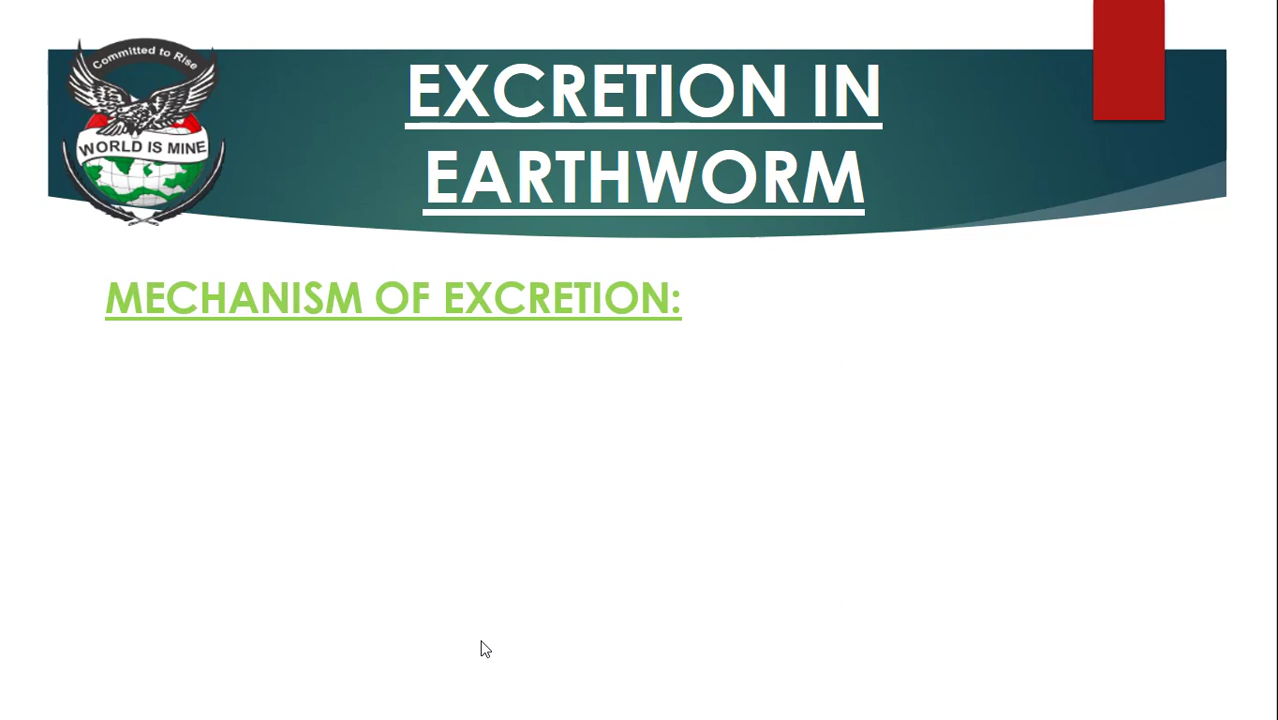 Committed to Rise
WORLD IS MINE
EXCRETION IN
EARTHWORM
MECHANISM OF EXCRETION: